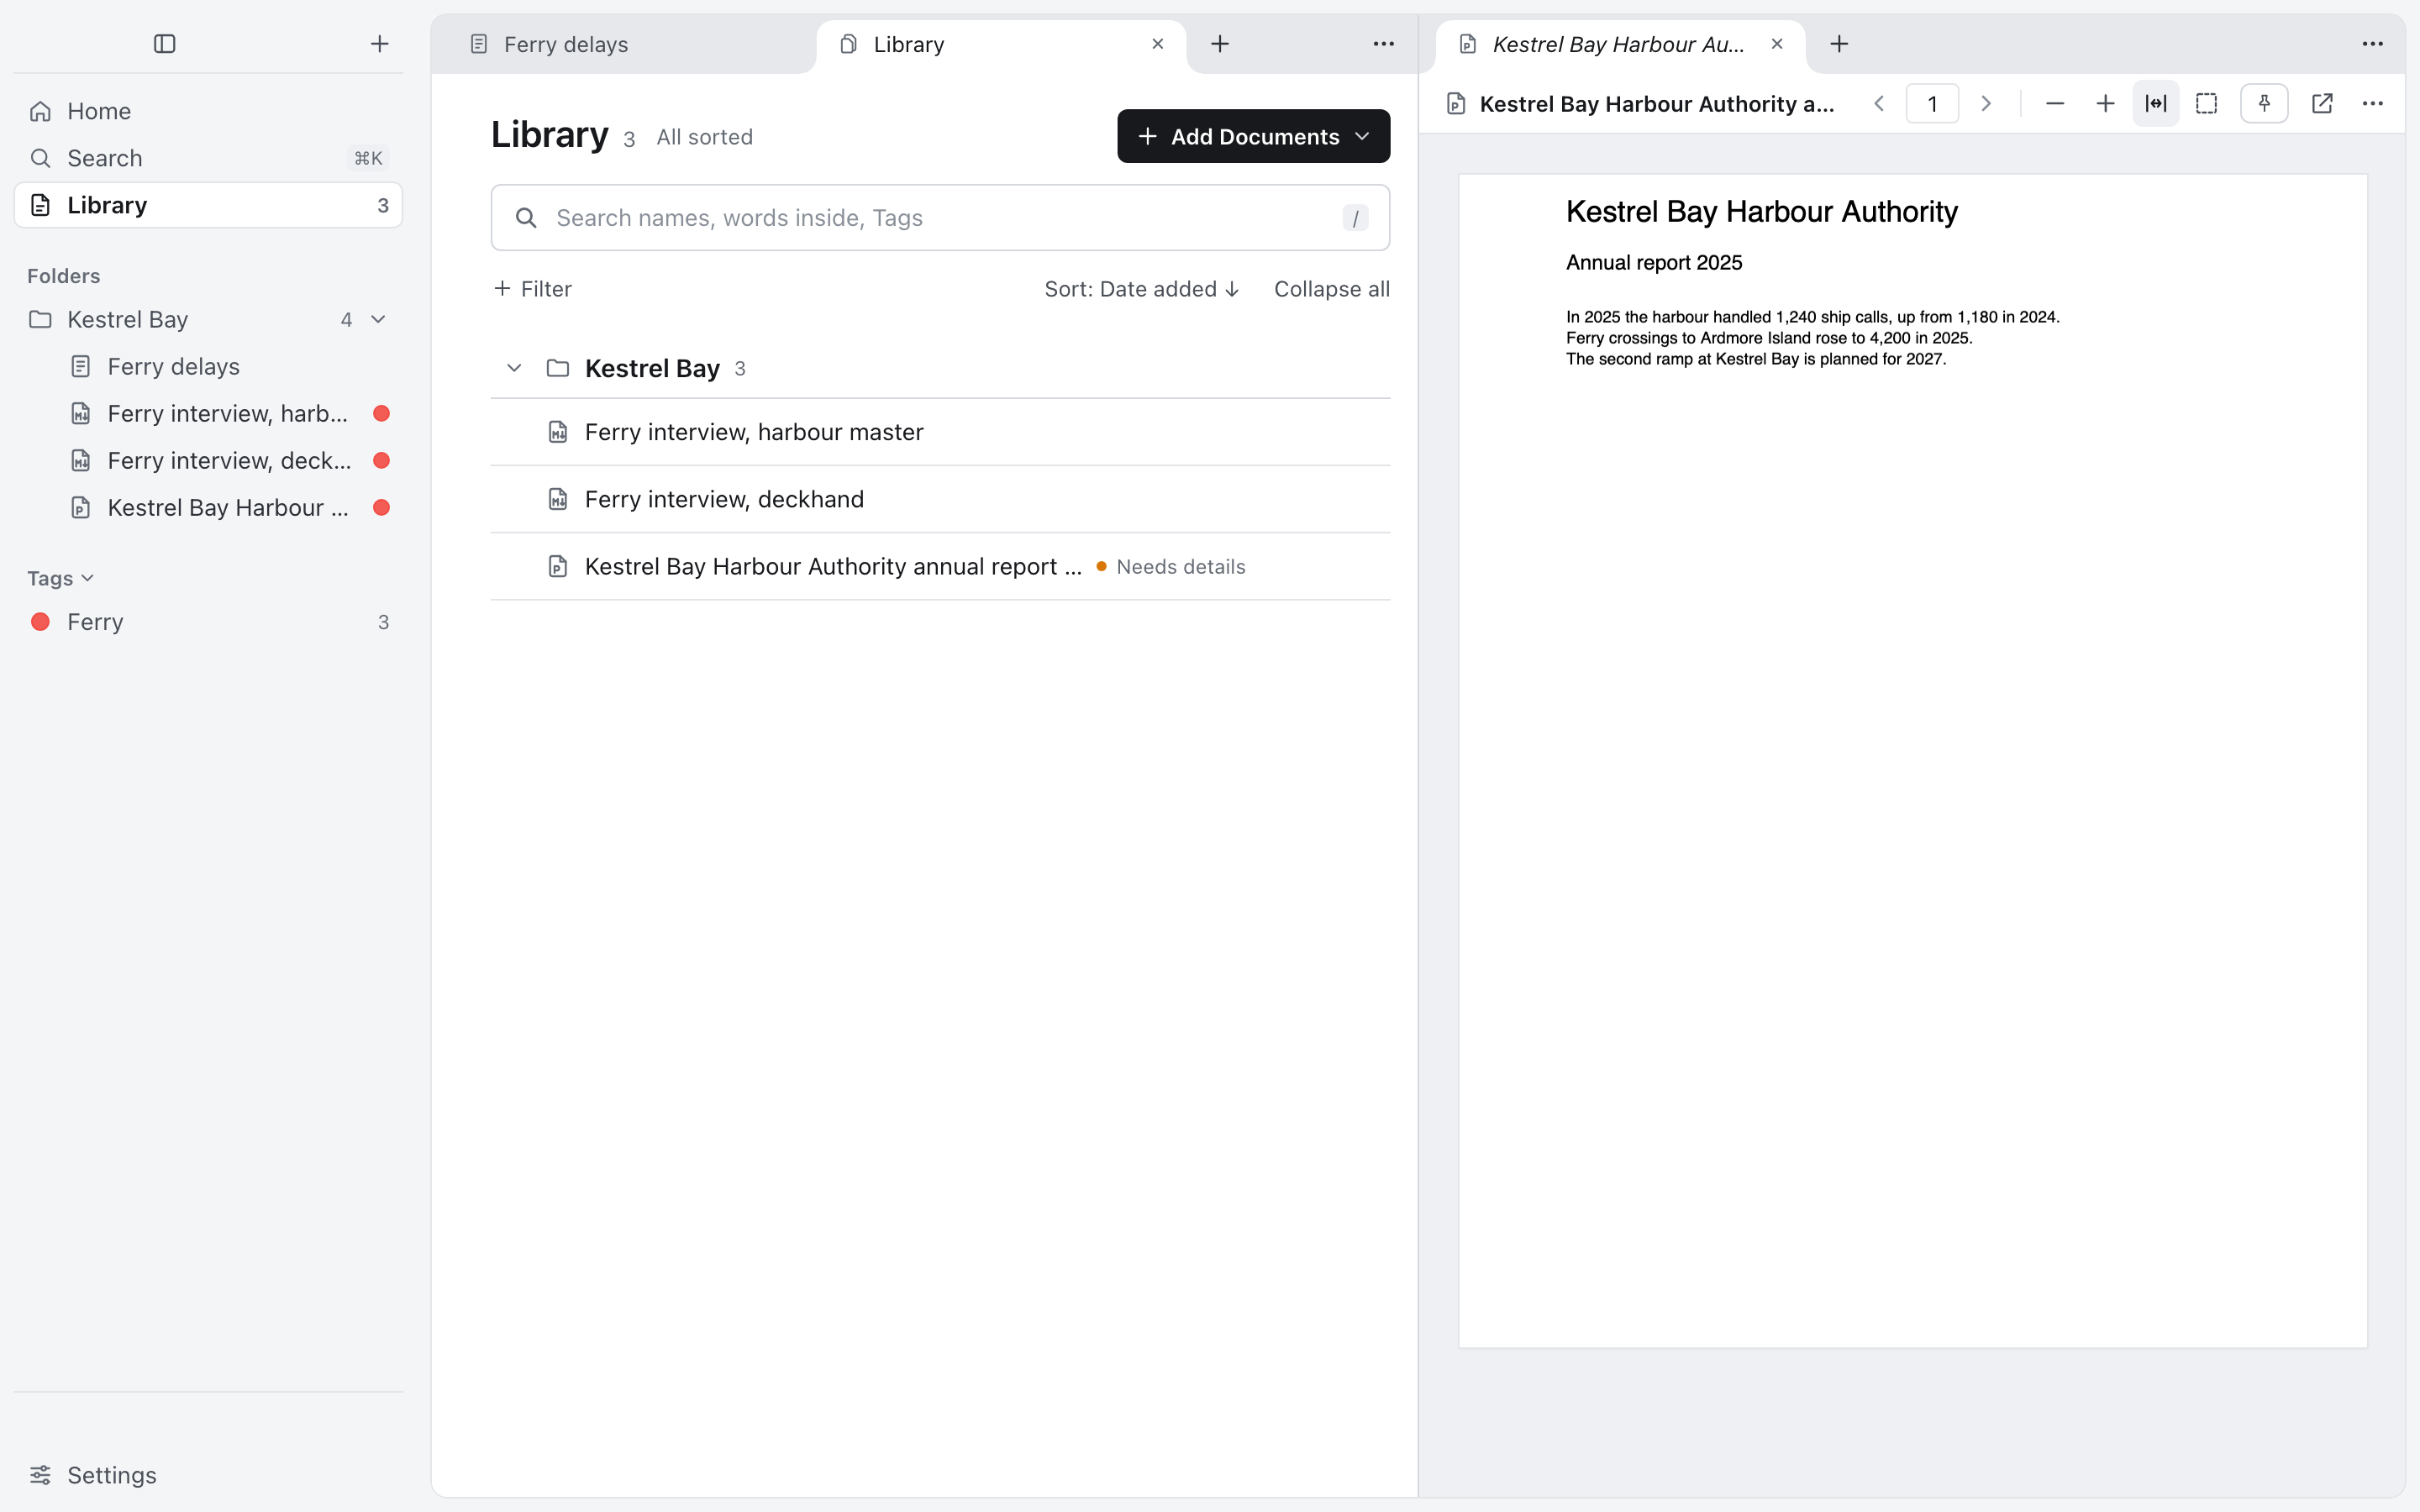 Home
Search ⌘K
Library 3
Folders
Kestrel Bay 4
Ferry delays
Ferry interview, harb...
Ferry interview, deck...
Kestrel Bay Harbour ...
Tags
Ferry 3
Settings
Ferry delays
Library
Library 3 All sorted
+ Add Documents
Search names, words inside, Tags /
+ Filter
Sort: Date added ↓ Collapse all
Kestrel Bay 3
Ferry interview, harbour master
Ferry interview, deckhand
Kestrel Bay Harbour Authority annual report ... Needs details
Kestrel Bay Harbour Au...
Kestrel Bay Harbour Authority a... 1
Kestrel Bay Harbour Authority
Annual report 2025
In 2025 the harbour handled 1,240 ship calls, up from 1,180 in 2024.
Ferry crossings to Ardmore Island rose to 4,200 in 2025.
The second ramp at Kestrel Bay is planned for 2027.